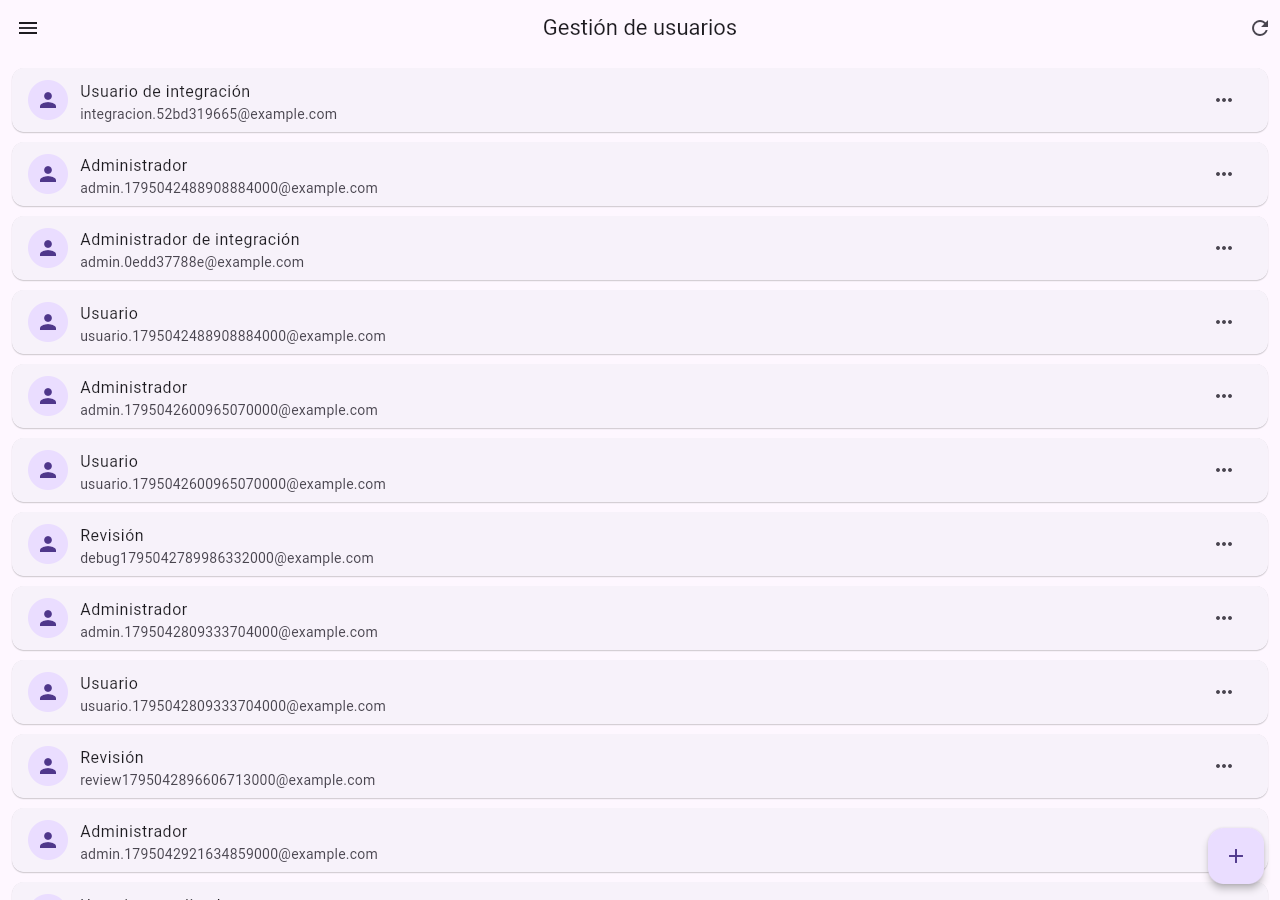 Gestión de usuarios
Usuario de integración
integracion.52bd319665@example.com
Administrador
admin.1795042488908884000@example.com
Administrador de integración
admin.0edd37788e@example.com
Usuario
usuario.1795042488908884000@example.com
Administrador
admin.1795042600965070000@example.com
Usuario
usuario.1795042600965070000@example.com
Revisión
debug1795042789986332000@example.com
Administrador
admin.1795042809333704000@example.com
Usuario
usuario.1795042809333704000@example.com
Revisión
review1795042896606713000@example.com
Administrador
admin.1795042921634859000@example.com